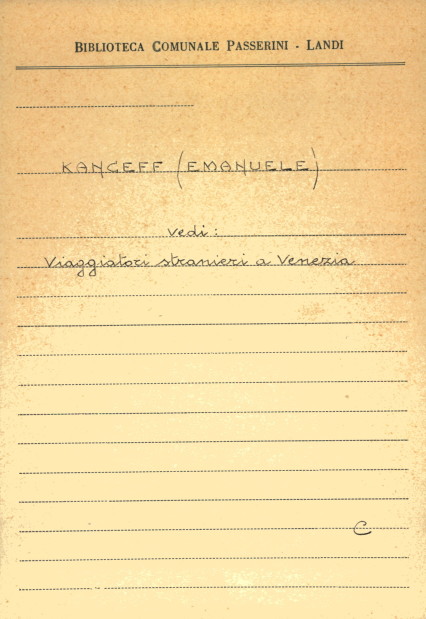 BIBLIOTECA COMUNALE PASSERINI - LANDI
KANCEFF (EMANUELE)
Vedi:
Viaggiatori stranieri a Venezia
C